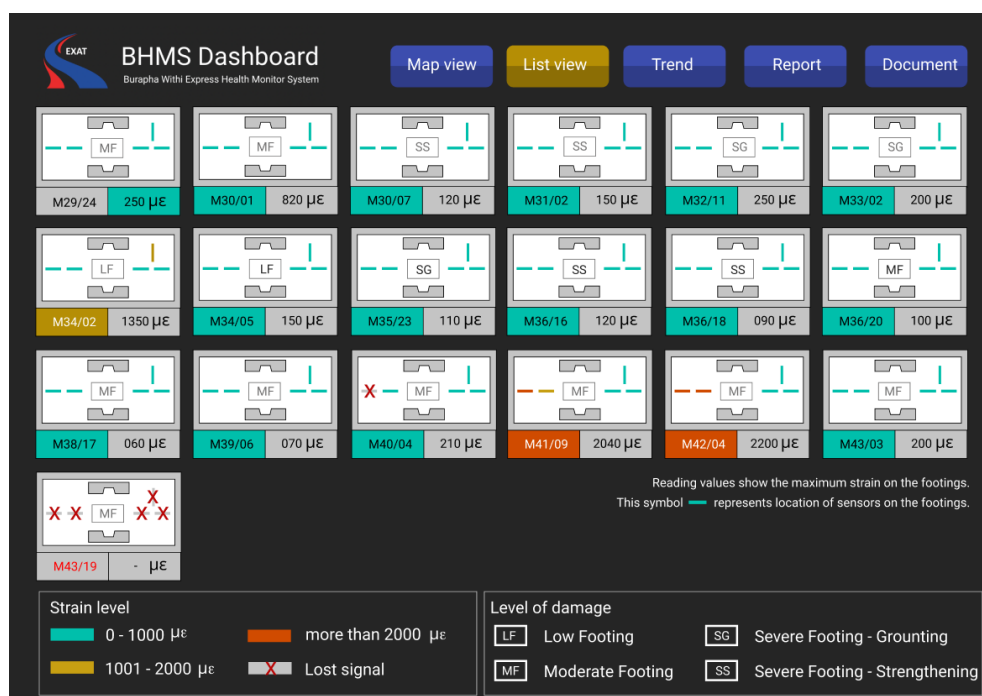 EXAT
BHMS Dashboard
Burapha Withi Express Health Monitor System
Map view
List view
Trend
Report
Document
MF
M29/24 250 με
MF
M30/01 820 με
SS
M30/07 120 με
SS
M31/02 150 με
SG
M32/11 250 με
SG
M33/02 200 με
LF
M34/02 1350 με
LF
M34/05 150 με
SG
M35/23 110 με
SS
M36/16 120 με
SS
M36/18 090 με
MF
M36/20 100 με
MF
M38/17 060 με
MF
M39/06 070 με
X MF
M40/04 210 με
MF
M41/09 2040 με
MF
M42/04 2200 με
MF
M43/03 200 με
X
X X MF X X
M43/19 - με
Reading values show the maximum strain on the footings.
This symbol represents location of sensors on the footings.
Strain level
0 - 1000 με
more than 2000 με
1001 - 2000 με
X Lost signal
Level of damage
LF Low Footing
SG Severe Footing - Grounting
MF Moderate Footing
SS Severe Footing - Strengthening